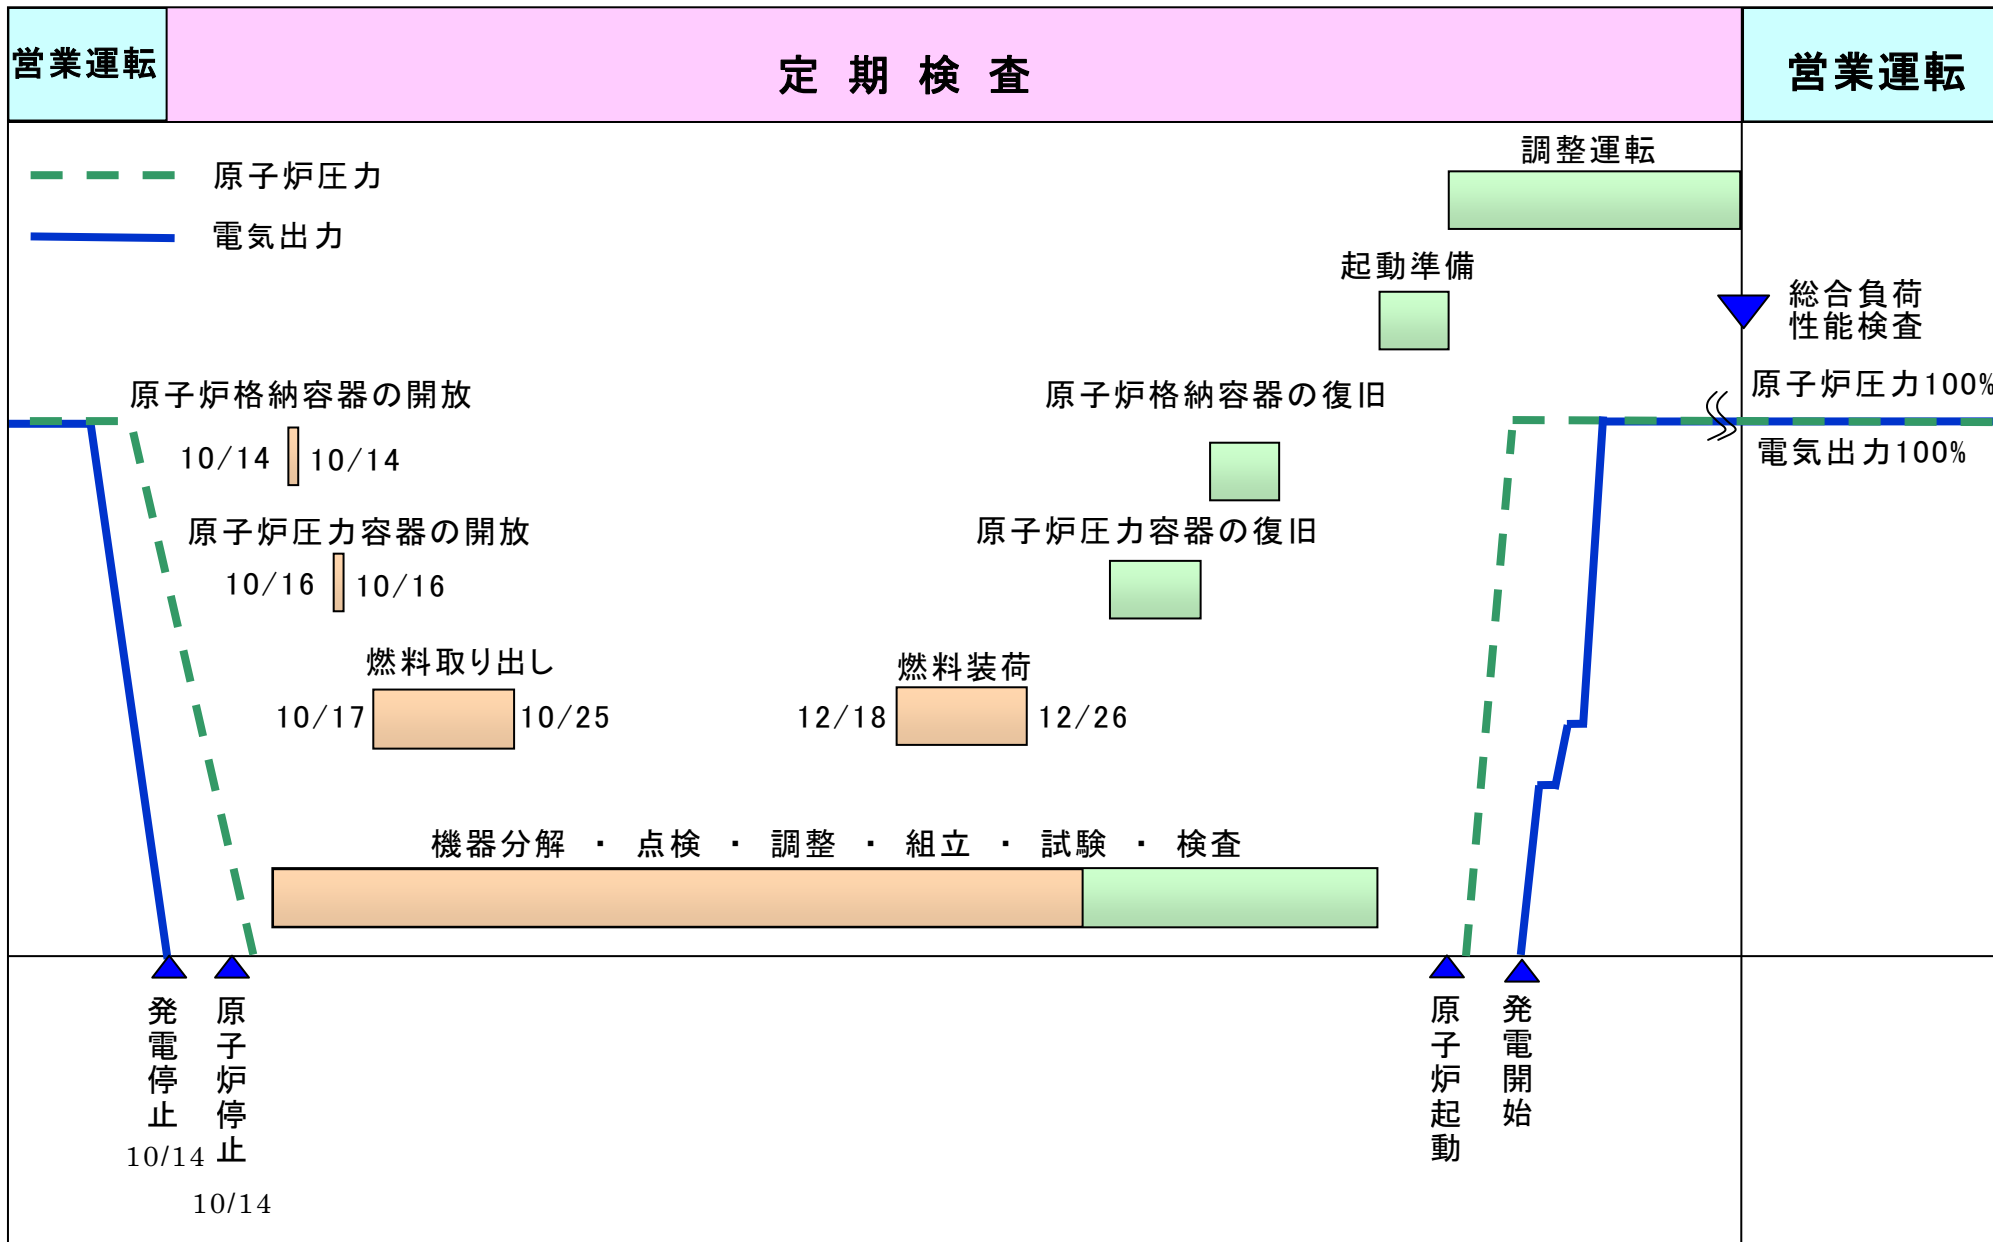 営業運転
定期検査
営業運転
調整運転
原子炉圧力
電気出力
起動準備
総合負荷
性能検査
原子炉格納容器の開放
原子炉格納容器の復旧
原子炉圧力100%
10/14 10/14
電気出力100%
原子炉圧力容器の開放
原子炉圧力容器の復旧
10/16 10/16
燃料取り出し
燃料装荷
10/17 10/25
12/18 12/26
機器分解 ・ 点検 ・ 調整 ・ 組立 ・ 試験 ・ 検査
発電停止
10/14
原子炉停止
10/14
原子炉起動
発電開始